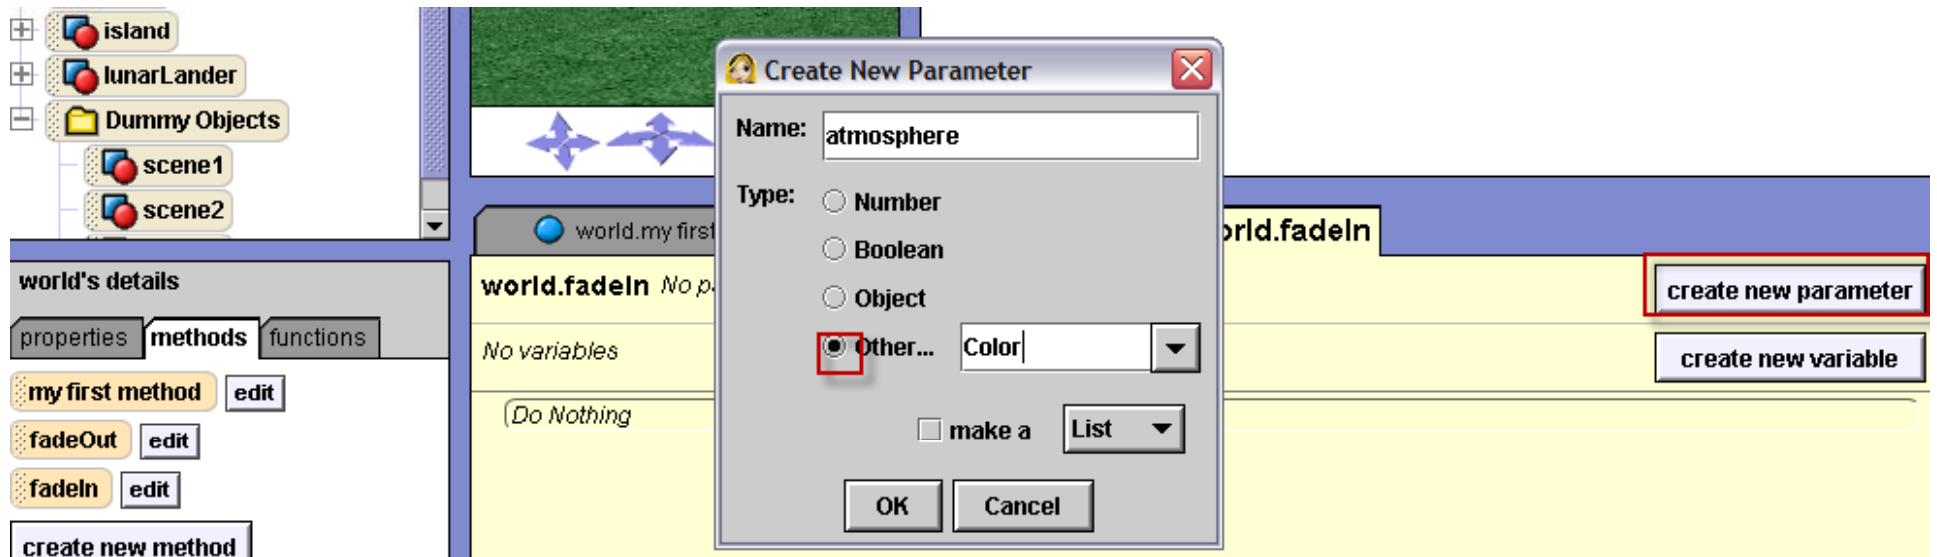 island
lunarLander
Dummy Objects
scene1
scene2
world's details
properties methods functions
my first method edit
fadeOut edit
fadeIn edit
create new method
world.my first
world.fadeIn No
No variables
Do Nothing
create new parameter
create new variable
Create New Parameter
Name: atmosphere
Type: Number
Boolean
Object
Other... Color
make a List
OK Cancel